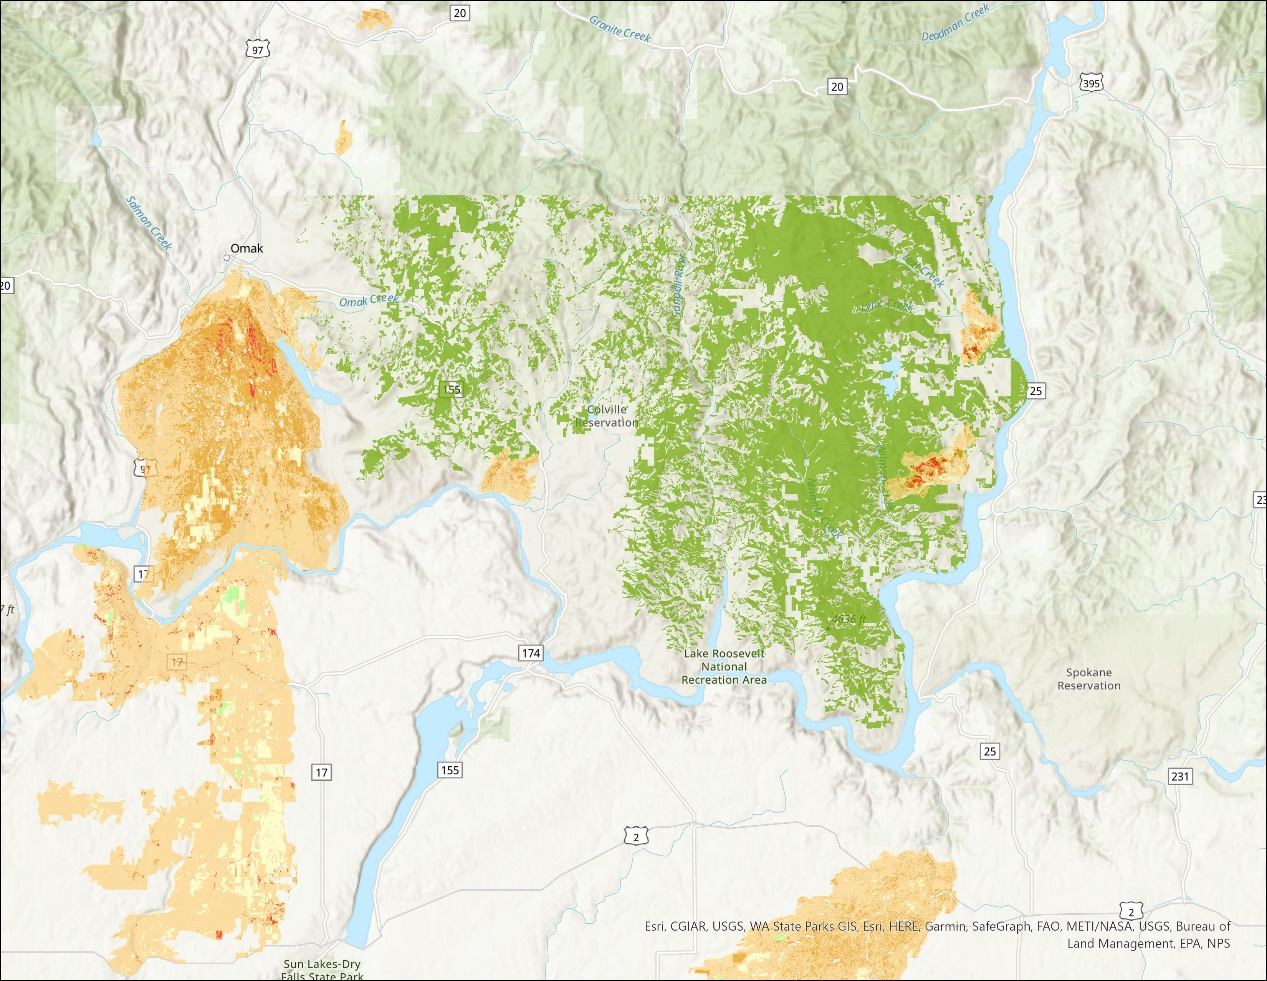 20
Granite Creek
Deadman Creek
97
20
395
Salmon Creek
Omak
20
Omak Creek
155
Colville
Reservation
25
17
7 ft
17
174
Lake Roosevelt
National
Recreation Area
Spokane
Reservation
25
155
17
231
2
2
Esri, CGIAR, USGS, WA State Parks GIS, Esri, HERE, Garmin, SafeGraph, FAO, METI/NASA, USGS, Bureau of
Land Management, EPA, NPS
Sun Lakes-Dry
Falls State Park